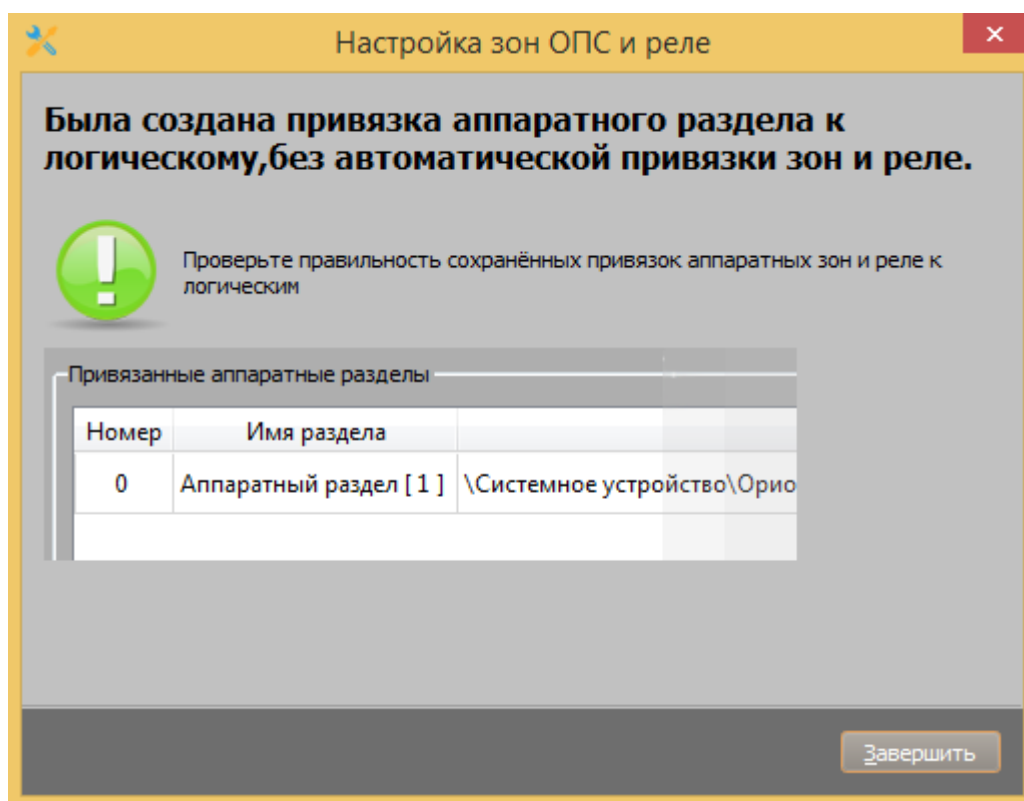 Настройка зон ОПС и реле
Была создана привязка аппаратного раздела к
логическому,без автоматической привязки зон и реле.
Проверьте правильность сохранённых привязок аппаратных зон и реле к
логическим
Привязанные аппаратные разделы
Номер Имя раздела
0 Аппаратный раздел [ 1 ] \Системное устройство\Орио
Завершить